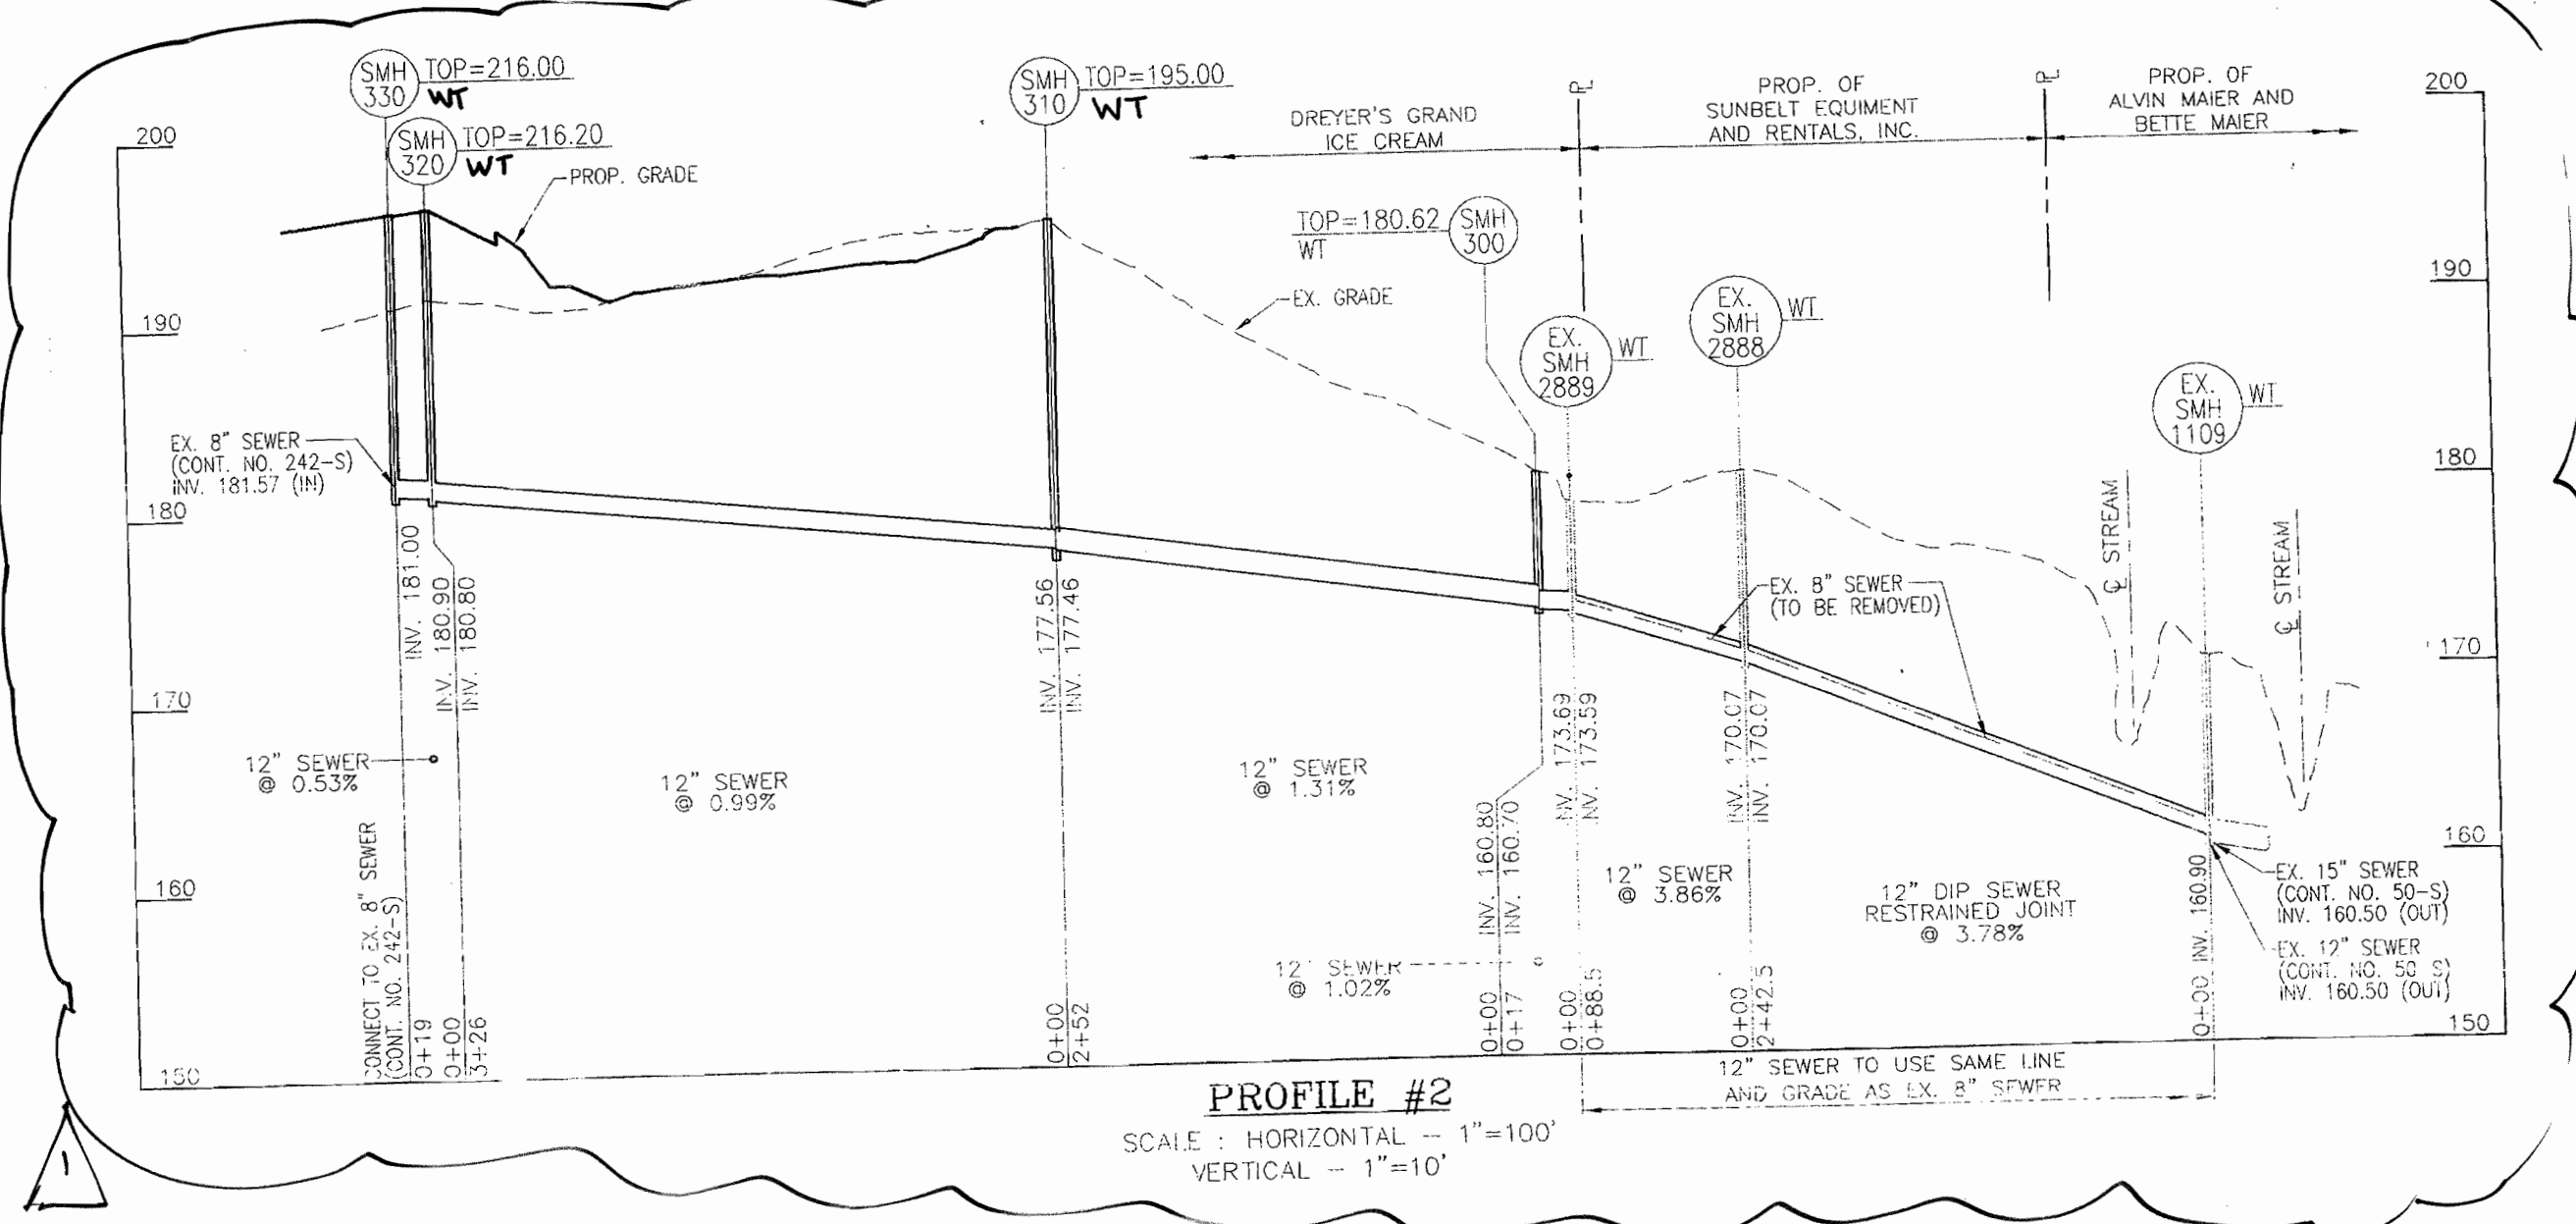 SMH
330
TOP=216.00
WT
SMH
320
TOP=216.20
WT
PROP. GRADE
SMH
310
TOP=195.00
WT
DREYER'S GRAND
ICE CREAM
PL
PROP. OF
SUNBELT EQUIMENT
AND RENTALS, INC.
PL
PROP. OF
ALVIN MAIER AND
BETTE MAIER
200
190
180
170
160
150
200
190
180
170
160
150
TOP=180.62
WT
SMH
300
EX. GRADE
EX.
SMH
2889
WT
EX.
SMH
2888
WT
EX.
SMH
1109
WT
EX. 8" SEWER
(CONT. NO. 242-S)
INV. 181.57 (IN)
INV. 181.00
INV. 180.90
INV. 180.80
INV. 177.56
INV. 177.46
EX. 8" SEWER
(TO BE REMOVED)
℄ STREAM
℄ STREAM
12" SEWER
@ 0.53%
12" SEWER
@ 0.99%
12" SEWER
@ 1.31%
INV. 160.80
INV. 160.70
INV. 173.69
INV. 173.59
INV. 170.07
INV. 170.07
12" SEWER
@ 3.86%
12" DIP SEWER
RESTRAINED JOINT
@ 3.78%
INV. 160.90
EX. 15" SEWER
(CONT. NO. 50-S)
INV. 160.50 (OUT)
EX. 12" SEWER
(CONT. NO. 50 S)
INV. 160.50 (OUT)
12" SEWER
@ 1.02%
CONNECT TO EX. 8" SEWER
(CONT. NO. 242-S)
0+19
0+00
3+26
0+00
2+52
0+00
0+17
0+00
0+88.5
0+00
2+42.5
0+00
12" SEWER TO USE SAME LINE
AND GRADE AS EX. 8" SEWER
PROFILE #2
SCALE : HORIZONTAL - 1"=100'
VERTICAL - 1"=10'
1